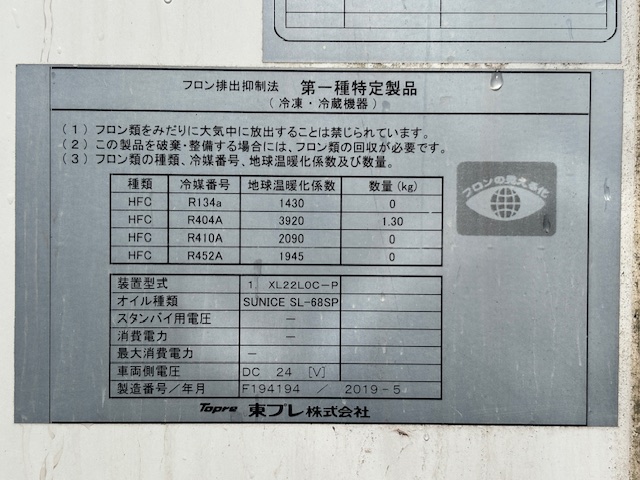 フロン排出抑制法 第一種特定製品
（冷凍・冷蔵機器）
（1）フロン類をみだりに大気中に放出することは禁じられています。
（2）この製品を破棄・整備する場合には、フロン類の回収が必要です。
（3）フロン類の種類、冷媒番号、地球温暖化係数及び数量。
フロンの見える化
種類 冷媒番号 地球温暖化係数 数量 (kg)
HFC R134a 1430 0
HFC R404A 3920 1.30
HFC R410A 2090 0
HFC R452A 1945 0
装置型式 1. XL22LOC-P
オイル種類 SUNICE SL-68SP
スタンバイ用電圧 －
消費電力 －
最大消費電力 －
車両側電圧 DC 24 [V]
製造番号／年月 F194194 ／ 2019-5
Topre 東プレ株式会社